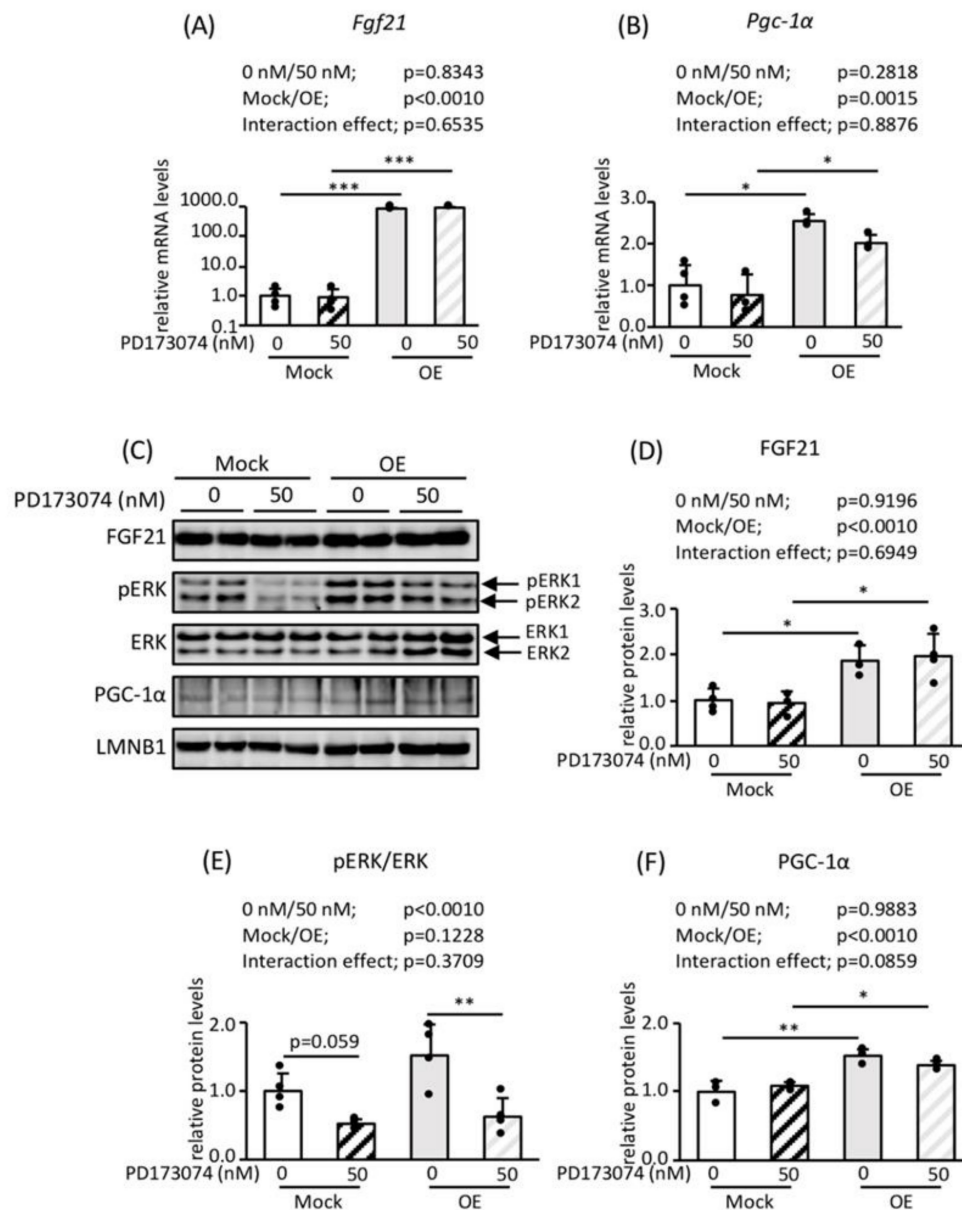 (A) Fgf21
0 nM/50 nM; p=0.8343
Mock/OE; p<0.0010
Interaction effect; p=0.6535
***
***
relative mRNA levels
1000.0
100.0
10.0
1.0
0.1
PD173074 (nM) 0 50 0 50
Mock OE
(B) Pgc-1α
0 nM/50 nM; p=0.2818
Mock/OE; p=0.0015
Interaction effect; p=0.8876
*
*
relative mRNA levels
3.0
2.0
1.0
0.0
PD173074 (nM) 0 50 0 50
Mock OE
(C)
Mock OE
PD173074 (nM) 0 50 0 50
FGF21
pERK pERK1
pERK2
ERK ERK1
ERK2
PGC-1α
LMNB1
(D) FGF21
0 nM/50 nM; p=0.9196
Mock/OE; p<0.0010
Interaction effect; p=0.6949
*
*
relative protein levels
3.0
2.0
1.0
0.0
PD173074 (nM) 0 50 0 50
Mock OE
(E) pERK/ERK
0 nM/50 nM; p<0.0010
Mock/OE; p=0.1228
Interaction effect; p=0.3709
**
p=0.059
relative protein levels
2.0
1.0
0.0
PD173074 (nM) 0 50 0 50
Mock OE
(F) PGC-1α
0 nM/50 nM; p=0.9883
Mock/OE; p<0.0010
Interaction effect; p=0.0859
*
**
relative protein levels
2.0
1.0
0.0
PD173074 (nM) 0 50 0 50
Mock OE